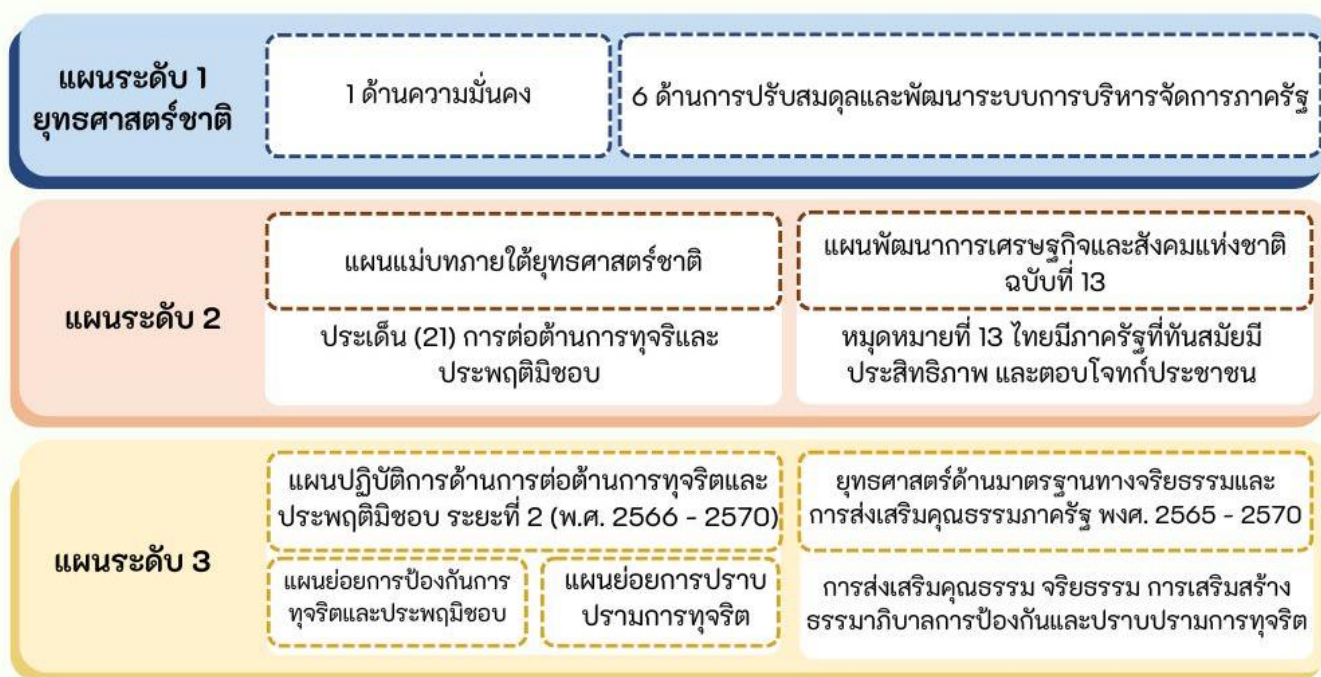 แผนระดับ 1
ยุทธศาสตร์ชาติ
1 ด้านความมั่นคง
6 ด้านการปรับสมดุลและพัฒนาระบบการบริหารจัดการภาครัฐ
แผนระดับ 2
แผนแม่บทภายใต้ยุทธศาสตร์ชาติ
ประเด็น (21) การต่อต้านการทุจริและ
ประพฤติมิชอบ
แผนพัฒนาการเศรษฐกิจและสังคมแห่งชาติ
ฉบับที่ 13
หมุดหมายที่ 13 ไทยมีภาครัฐที่ทันสมัยมี
ประสิทธิภาพ และตอบโจทก์ประชาชน
แผนระดับ 3
แผนปฏิบัติการด้านการต่อต้านการทุจริตและ
ประพฤติมิชอบ ระยะที่ 2 (พ.ศ. 2566 - 2570)
แผนย่อยการป้องกันการ
ทุจริตและประพฤมิชอบ
แผนย่อยการปราบ
ปรามการทุจริต
ยุทธศาสตร์ด้านมาตรฐานทางจริยธรรมและ
การส่งเสริมคุณธรรมภาครัฐ พงศ. 2565 - 2570
การส่งเสริมคุณธรรม จริยธรรม การเสริมสร้าง
ธรรมาภิบาลการป้องกันและปราบปรามการทุจริต